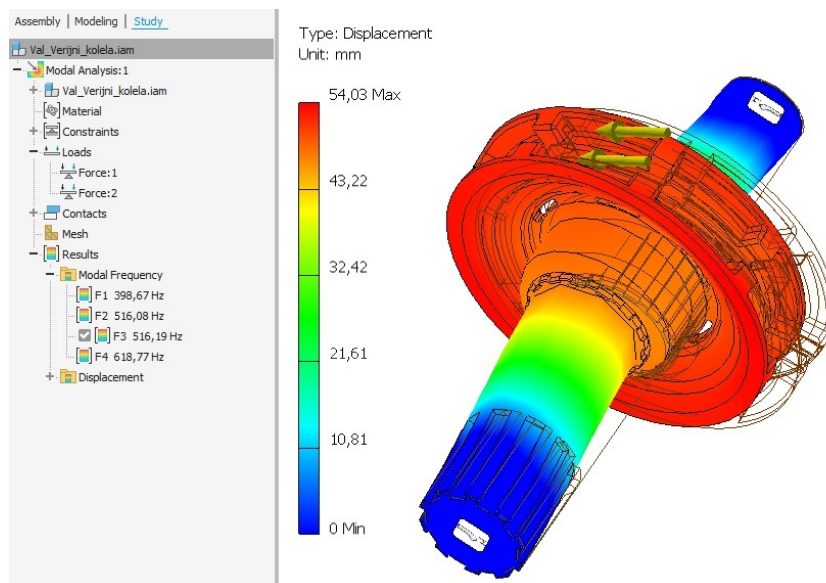 Assembly | Modeling | Study
Val_Verijni_kolela.iam
Modal Analysis:1
Val_Verijni_kolela.iam
Material
Constraints
Loads
Force:1
Force:2
Contacts
Mesh
Results
Modal Frequency
F1 398,67 Hz
F2 516,08 Hz
F3 516,19 Hz
F4 618,77 Hz
Displacement
Type: Displacement
Unit: mm
54,03 Max
43,22
32,42
21,61
10,81
0 Min